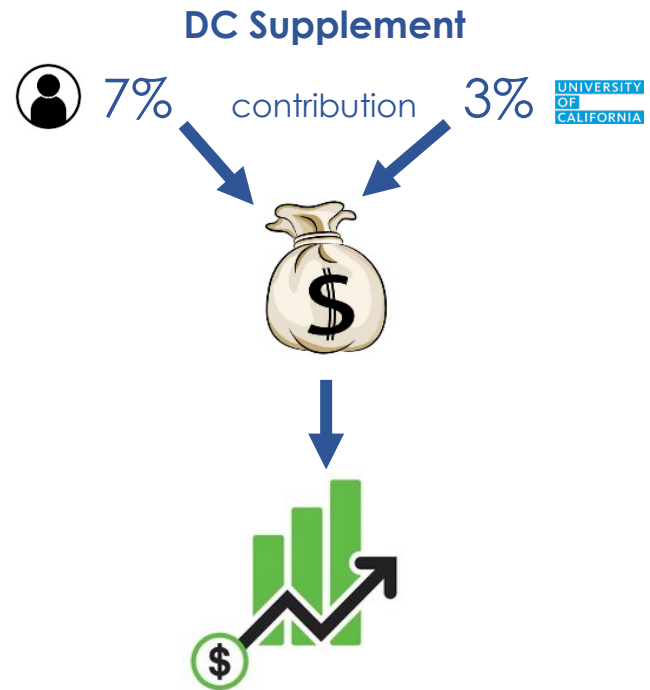 DC Supplement
7% contribution 3%
UNIVERSITY
OF
CALIFORNIA
$
$